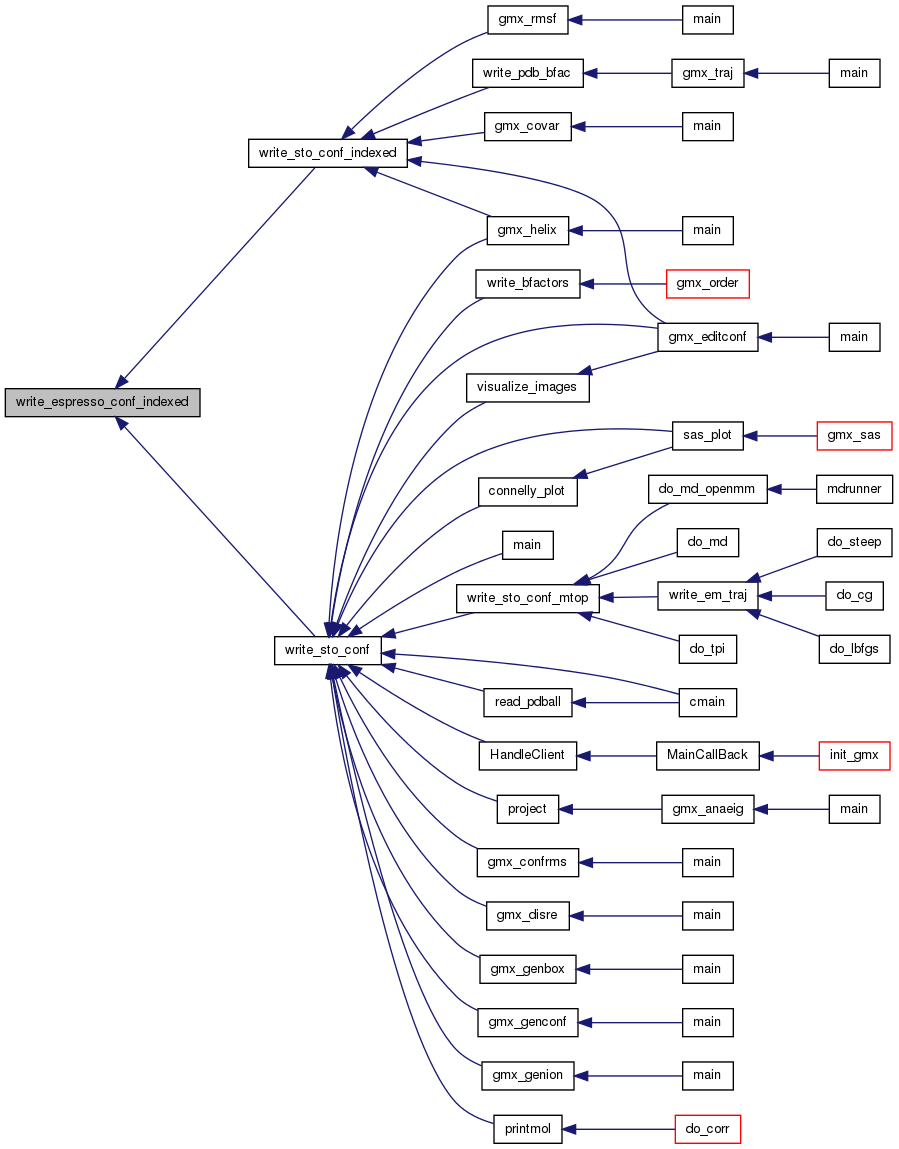 gmx_rmsf main
write_pdb_bfac gmx_traj main
gmx_covar main
write_sto_conf_indexed
gmx_helix main
write_bfactors gmx_order
gmx_editconf main
visualize_images
write_espresso_conf_indexed
sas_plot gmx_sas
connelly_plot do_md_openmm mdrunner
main do_md do_steep
write_sto_conf_mtop write_em_traj do_cg
write_sto_conf do_tpi do_lbfgs
read_pdball cmain
HandleClient MainCallBack init_gmx
project gmx_anaeig main
gmx_confrms main
gmx_disre main
gmx_genbox main
gmx_genconf main
gmx_genion main
printmol do_corr